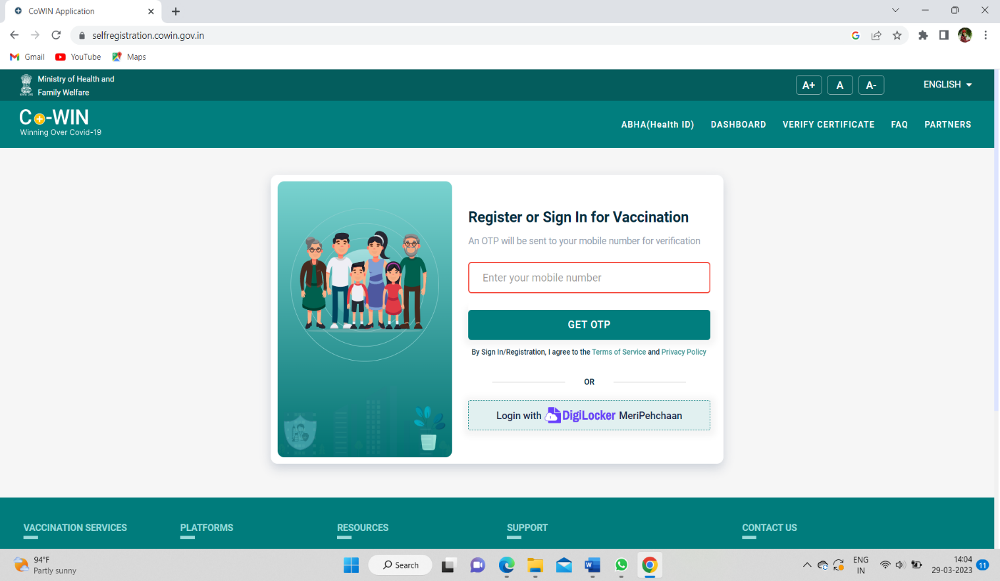 CoWIN Application
selfregistration.cowin.gov.in
Gmail YouTube Maps
Ministry of Health and
Family Welfare
A+ A A- ENGLISH
Co-WIN
Winning Over Covid-19
ABHA(Health ID) DASHBOARD VERIFY CERTIFICATE FAQ PARTNERS
Register or Sign In for Vaccination
An OTP will be sent to your mobile number for verification
Enter your mobile number
GET OTP
By Sign In/Registration, I agree to the Terms of Service and Privacy Policy
OR
Login with DigiLocker MeriPehchaan
VACCINATION SERVICES PLATFORMS RESOURCES SUPPORT CONTACT US
94°F
Partly sunny
Search
ENG
IN
14:04
29-03-2023
11